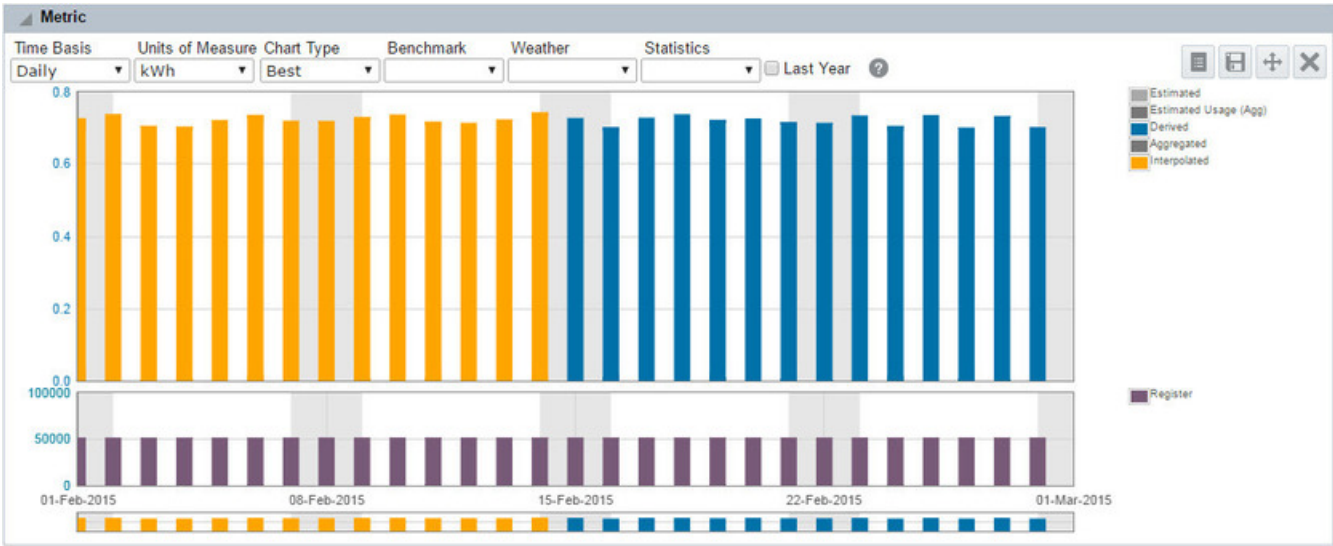 Metric
Time Basis Units of Measure Chart Type Benchmark Weather Statistics
Daily kWh Best Last Year ?
0.8
0.6
0.4
0.2
0.0
Estimated
Estimated Usage (Agg)
Derived
Aggregated
Interpolated
100000
50000
0
Register
01-Feb-2015 08-Feb-2015 15-Feb-2015 22-Feb-2015 01-Mar-2015